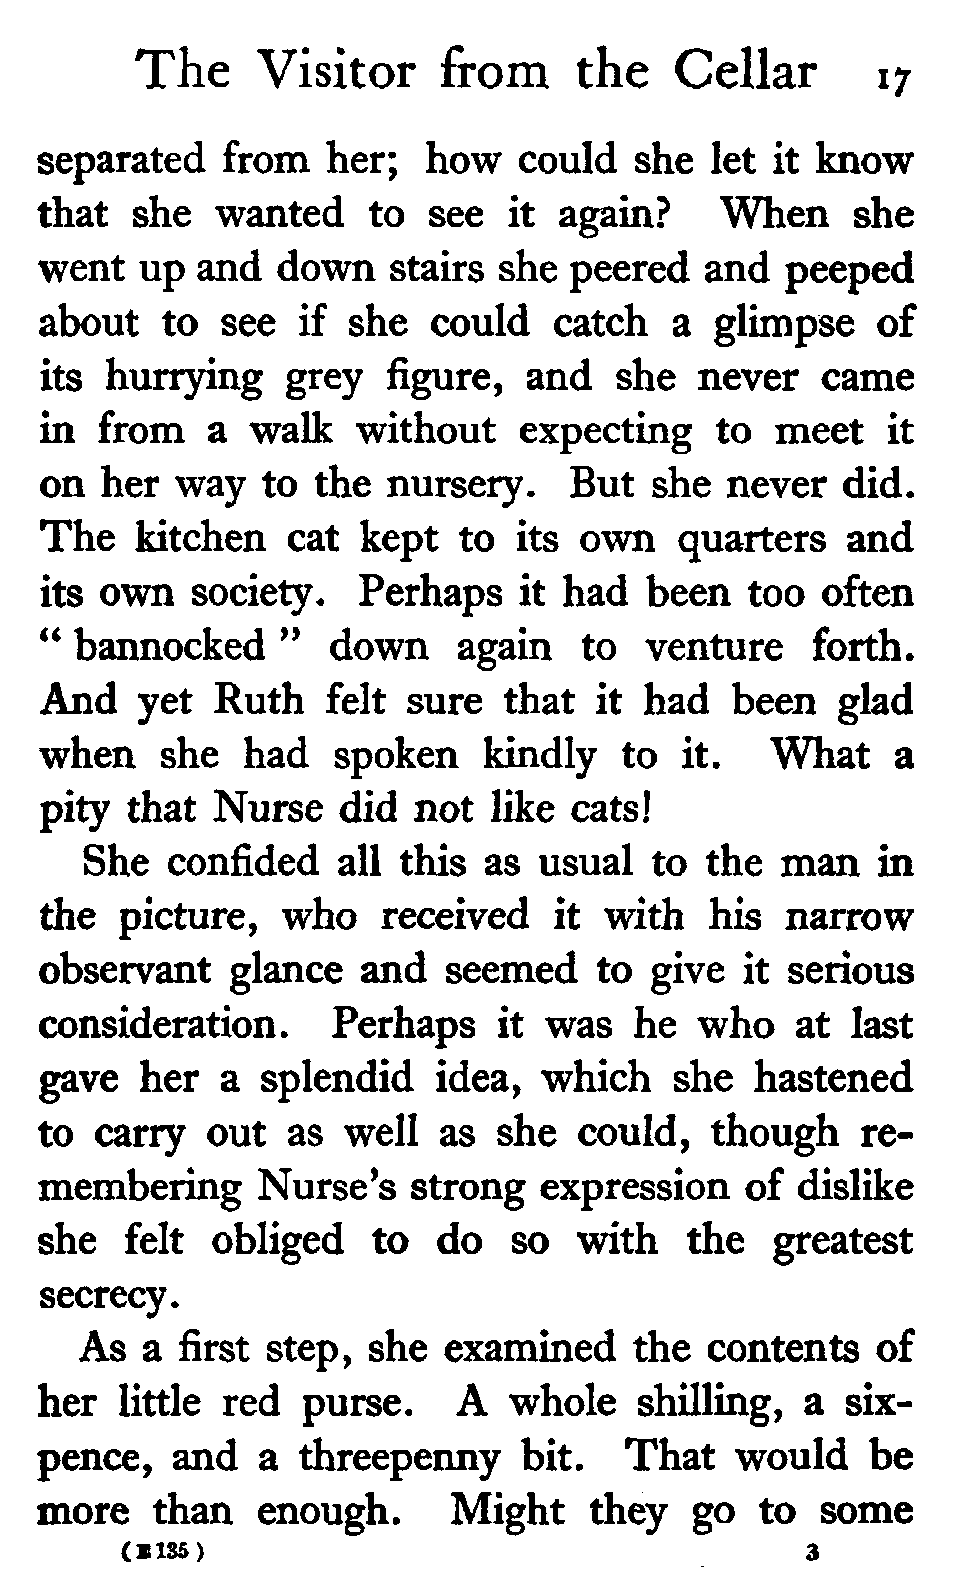 The Visitor from the Cellar 17
separated from her; how could she let it know
that she wanted to see it again? When she
went up and down stairs she peered and peeped
about to see if she could catch a glimpse of
its hurrying grey figure, and she never came
in from a walk without expecting to meet it
on her way to the nursery. But she never did.
The kitchen cat kept to its own quarters and
its own society. Perhaps it had been too often
“ bannocked ” down again to venture forth.
And yet Ruth felt sure that it had been glad
when she had spoken kindly to it. What a
pity that Nurse did not like cats!
She confided all this as usual to the man in
the picture, who received it with his narrow
observant glance and seemed to give it serious
consideration. Perhaps it was he who at last
gave her a splendid idea, which she hastened
to carry out as well as she could, though re-
membering Nurse’s strong expression of dislike
she felt obliged to do so with the greatest
secrecy.
As a first step, she examined the contents of
her little red purse. A whole shilling, a six-
pence, and a threepenny bit. That would be
more than enough. Might they go to some
(E 135) 3